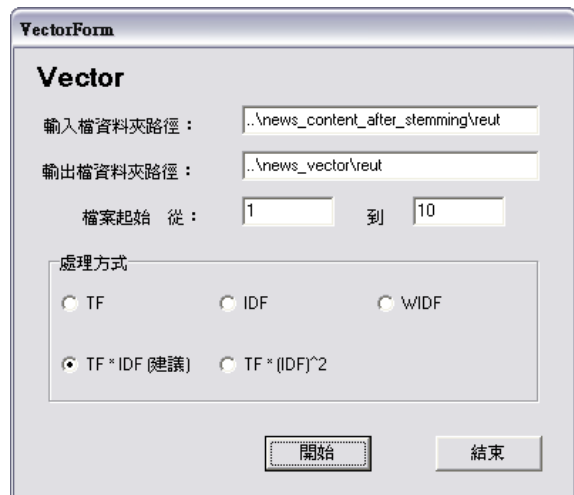 VectorForm
Vector
輸入檔資料夾路徑： ..\news_content_after_stemming\reut
輸出檔資料夾路徑： ..\news_vector\reut
檔案起始 從： 1 到 10
處理方式
TF IDF WIDF
TF * IDF (建議) TF * (IDF)^2
開始 結束